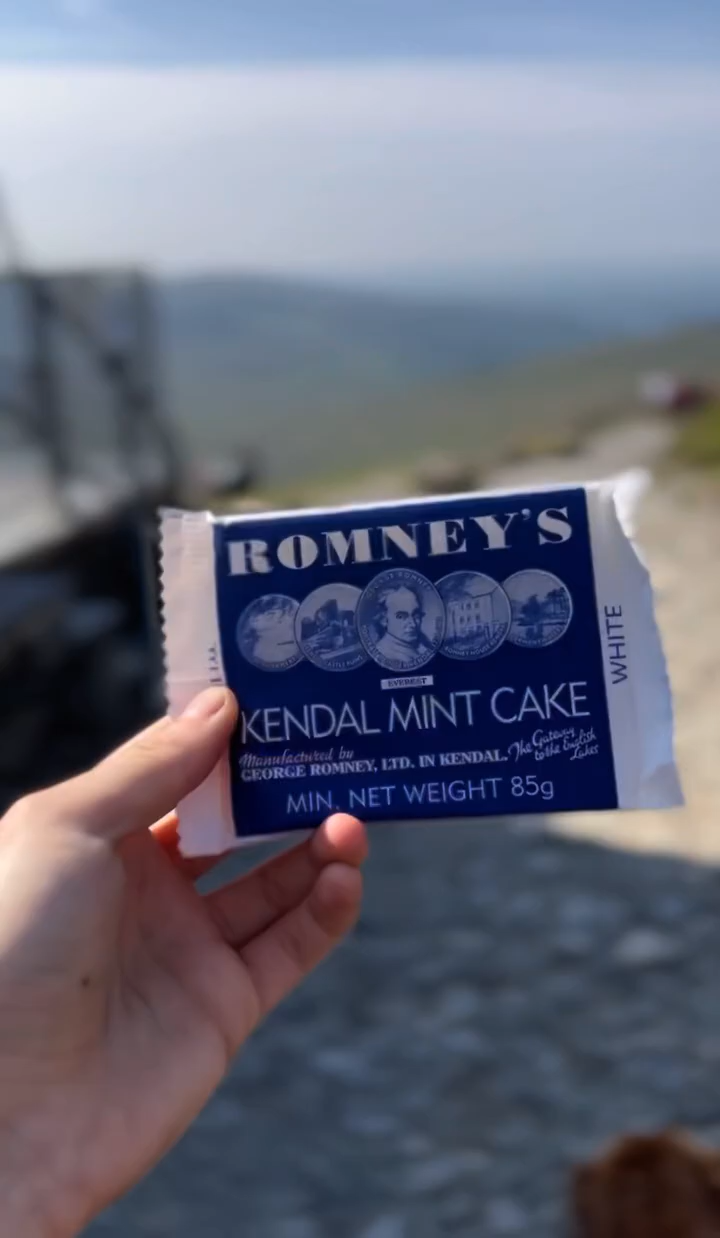 ROMNEY'S
EVEREST
KENDAL MINT CAKE
Manufactured by
GEORGE ROMNEY, LTD. IN KENDAL.
The Gateway
to the English
Lakes
MIN. NET WEIGHT 85g
WHITE